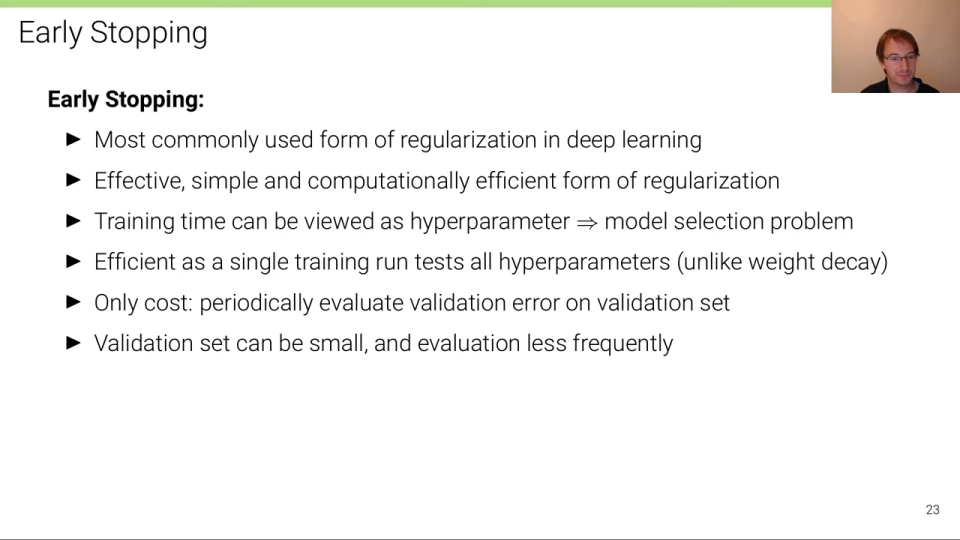 Early Stopping
Early Stopping:
► Most commonly used form of regularization in deep learning
► Effective, simple and computationally efficient form of regularization
► Training time can be viewed as hyperparameter ⇒ model selection problem
► Efficient as a single training run tests all hyperparameters (unlike weight decay)
► Only cost: periodically evaluate validation error on validation set
► Validation set can be small, and evaluation less frequently
23